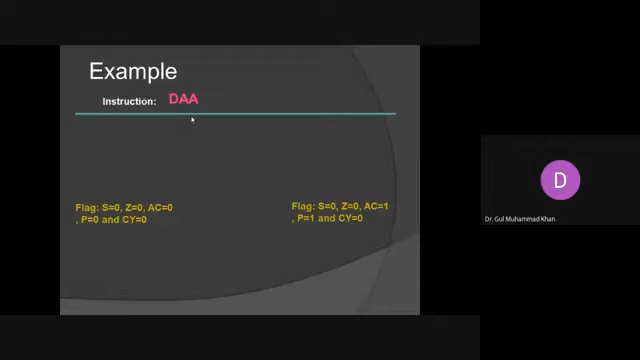 Example
Instruction: DAA
Flag: S=0, Z=0, AC=0
, P=0 and CY=0
Flag: S=0, Z=0, AC=1
, P=1 and CY=0
D
Dr. Gul Muhammad Khan